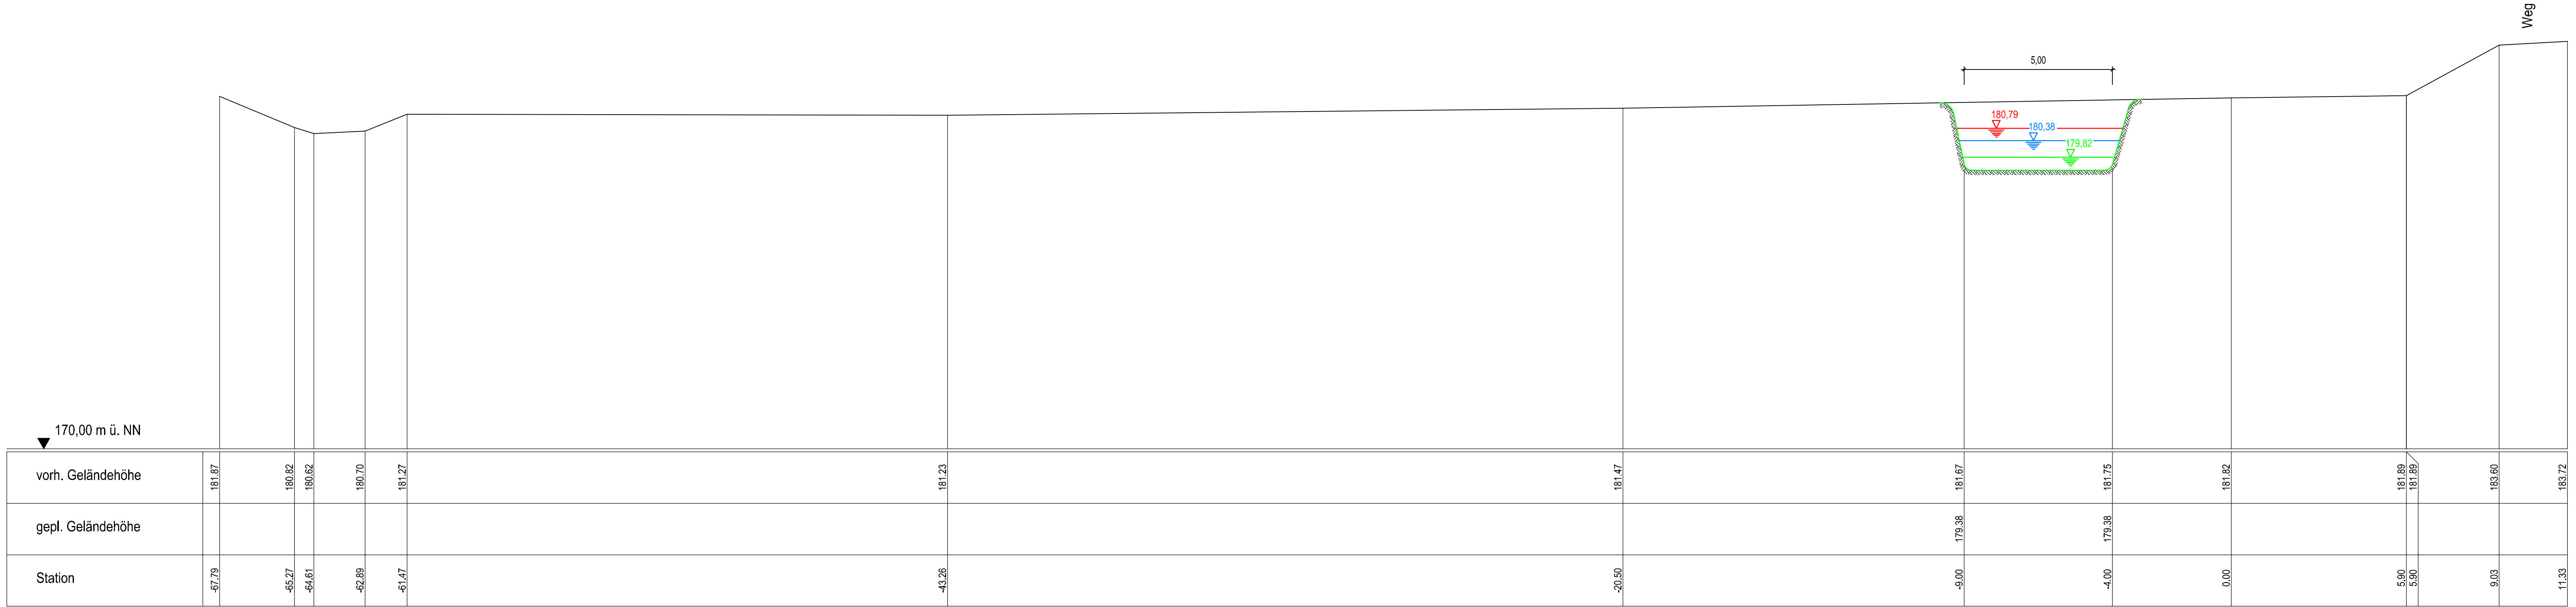 Weg
5,00
180,79
180,38
179,82
170,00 m ü. NN
vorh. Geländehöhe 181.87 180.82 180.62 180.70 181.27 181.23 181.47 181.67 181.75 181.82 181.89 181.89 183.60 183.72
gepl. Geländehöhe 179.38 179.38
Station -67.79 -65.27 -64.61 -62.89 -61.47 -43.26 -20.50 -9.00 -4.00 0.00 5.90 5.90 9.03 11.33